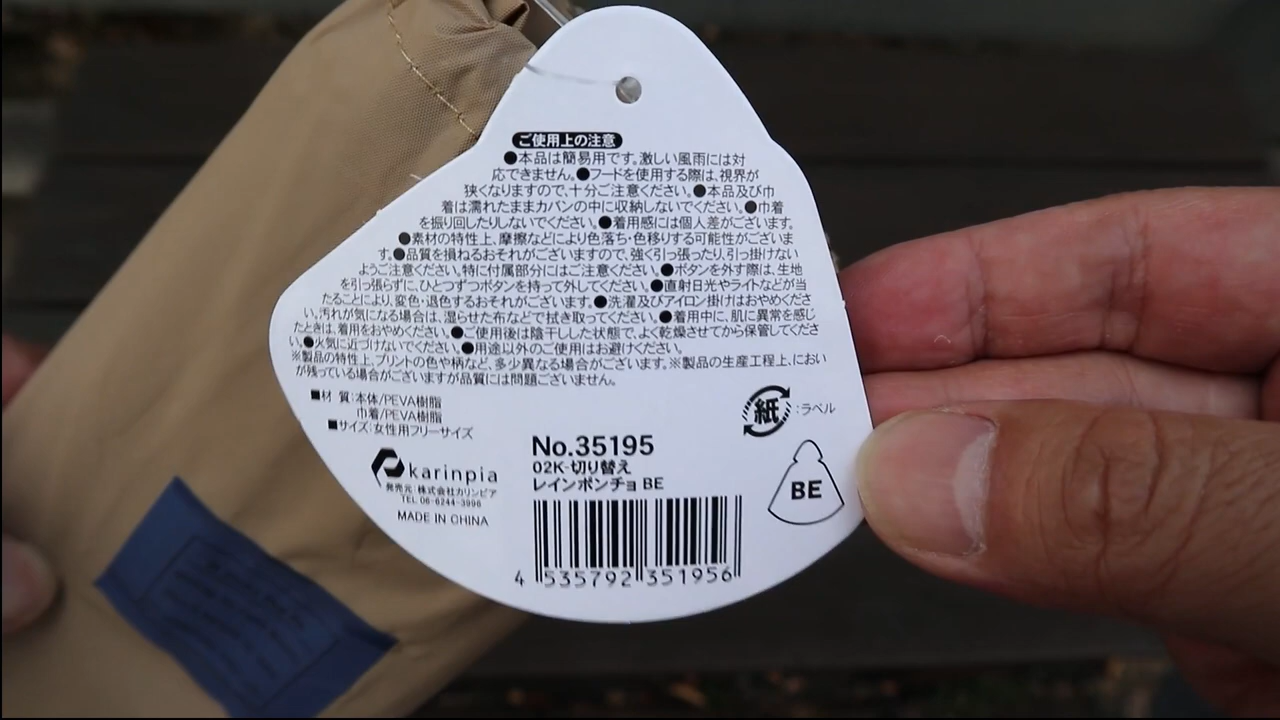 ご使用上の注意
●本品は簡易用です。激しい風雨には対
応できません。●フードを使用する際は、視界が
狭くなりますので、十分ご注意ください。●本品及び巾
着は濡れたままカバンの中に収納しないでください。●巾着
を振り回したりしないでください。●着用感には個人差がございます。
●素材の特性上、摩擦などにより色落ち・色移りする可能性がございま
す。●品質を損ねるおそれがございますので、強く引っ張ったり、引っ掛けない
ようご注意ください。特に付属部分にはご注意ください。●ボタンを外す際は、生地
を引っ張らずに、ひとつずつボタンを持って外してください。●直射日光やライトなどが当
たることにより、変色・退色するおそれがございます。●洗濯及びアイロン掛けはおやめくださ
い。汚れが気になる場合は、湿らせた布などで拭き取ってください。●着用中に、肌に異常を感じ
たときは、着用をおやめください。●ご使用後は陰干しした状態で、よく乾燥させてから保管してくださ
い。●火気に近づけないでください。●用途以外のご使用はお避けください。
※製品の特性上、プリントの色や柄など、多少異なる場合がございます。※製品の生産工程上、におい
が残っている場合がございますが品質には問題ございません。
■材 質:本体/PEVA樹脂
巾着/PEVA樹脂
■サイズ:女性用フリーサイズ
紙:ラベル
karinpia
発売元:株式会社カリンピア
TEL 06-6244-3996
MADE IN CHINA
No.35195
02K-切り替え
レインポンチョ BE
4 535792 351956
BE